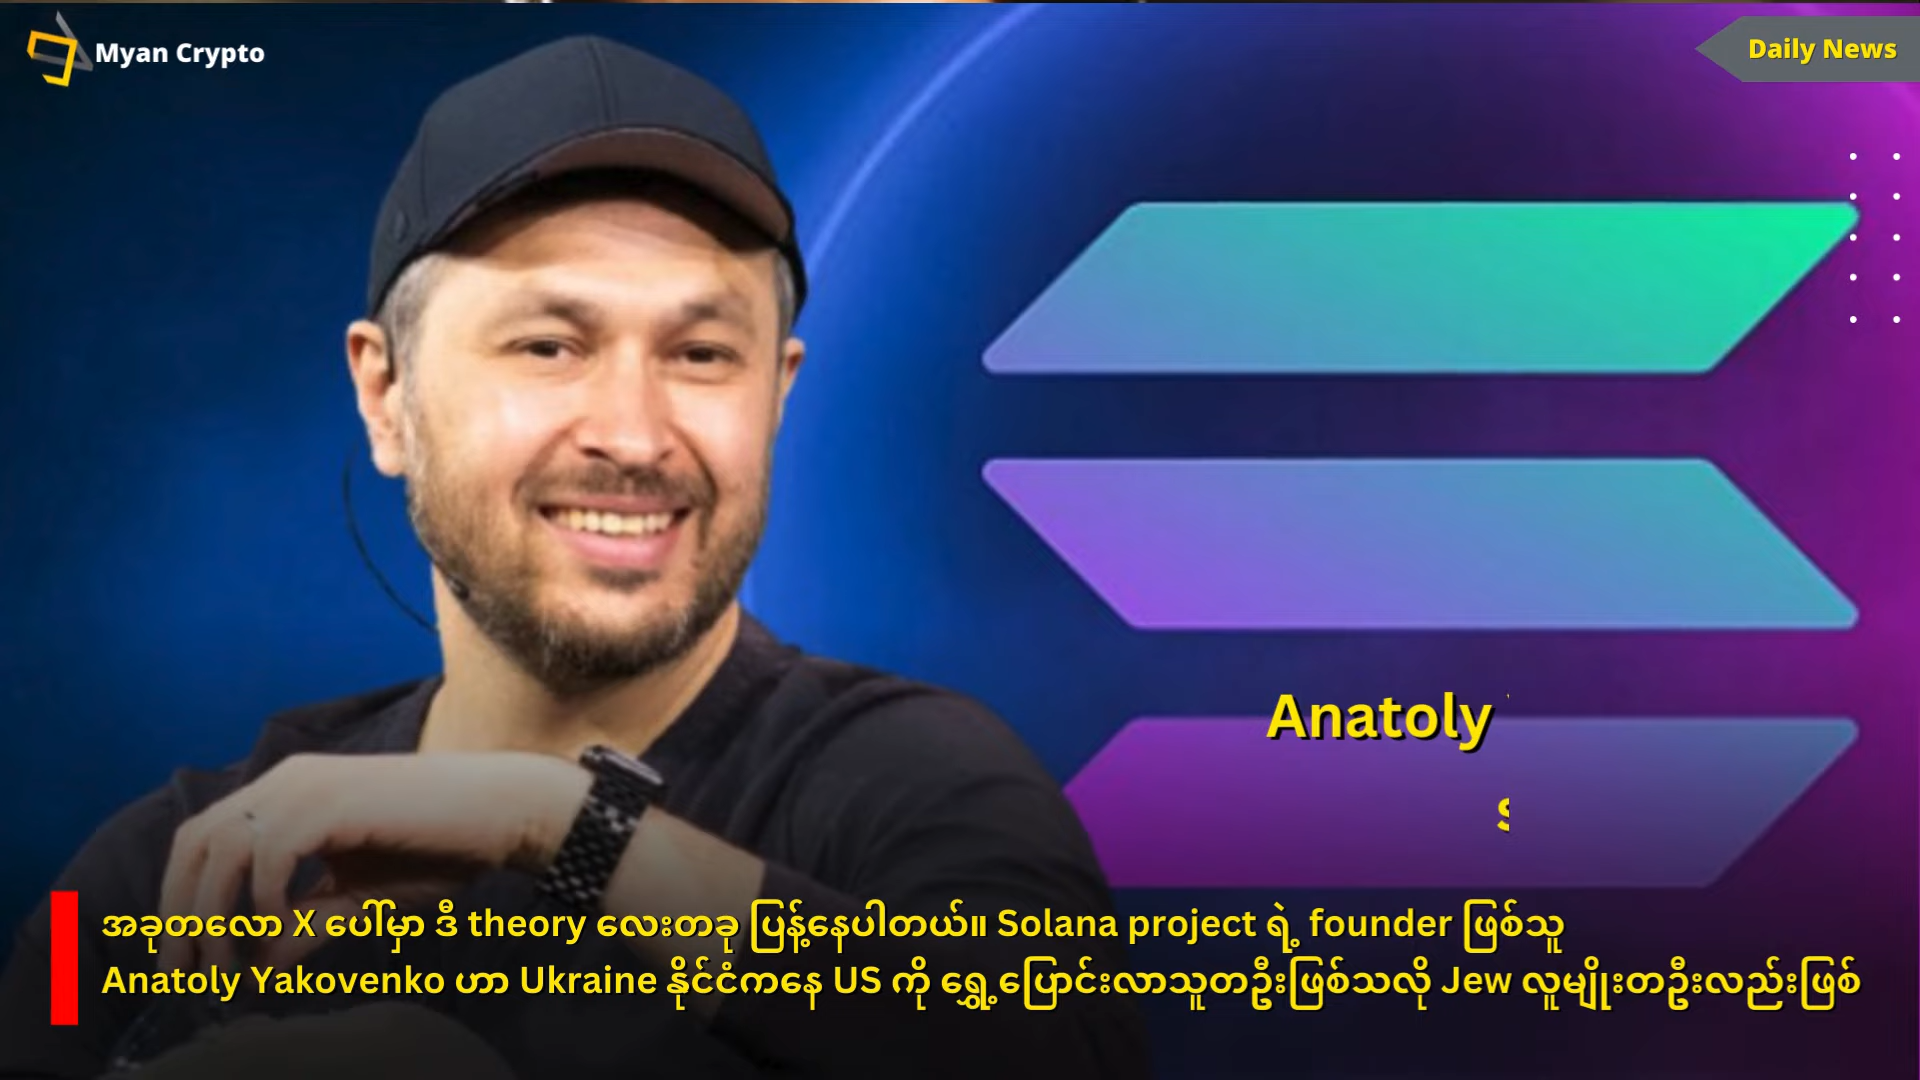 Myan Crypto
Daily News
Anatoly
အခုတလော X ပေါ်မှာ ဒီ theory လေးတခု ပြန့်နေပါတယ်။ Solana project ရဲ့ founder ဖြစ်သူ
Anatoly Yakovenko ဟာ Ukraine နိုင်ငံကနေ US ကို ရွှေ့ပြောင်းလာသူတဦးဖြစ်သလို Jew လူမျိုးတဦးလည်းဖြစ်